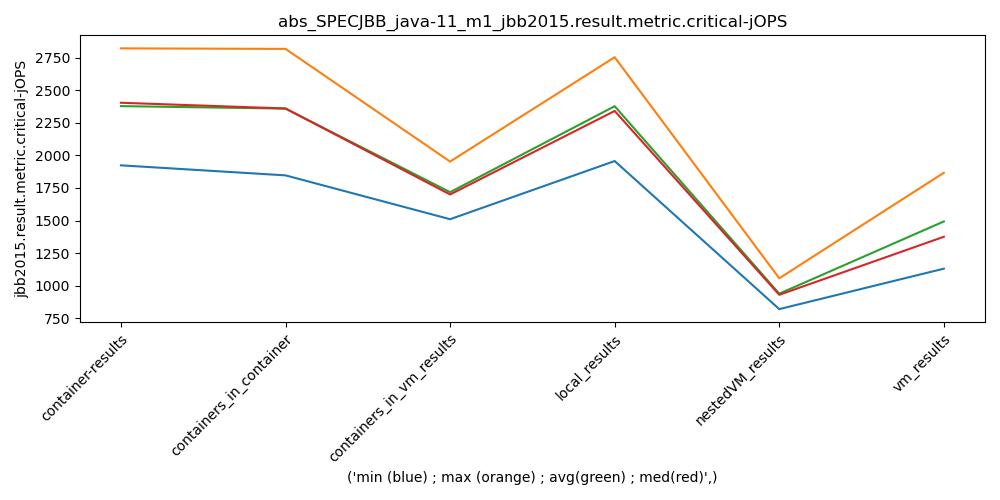 abs_SPECJBB_java-11_m1_jbb2015.result.metric.critical-jOPS
jbb2015.result.metric.critical-jOPS
2750
2500
2250
2000
1750
1500
1250
1000
750
container-results
containers_in_container
containers_in_vm_results
local_results
nestedVM_results
vm_results
('min (blue) ; max (orange) ; avg(green) ; med(red)',)